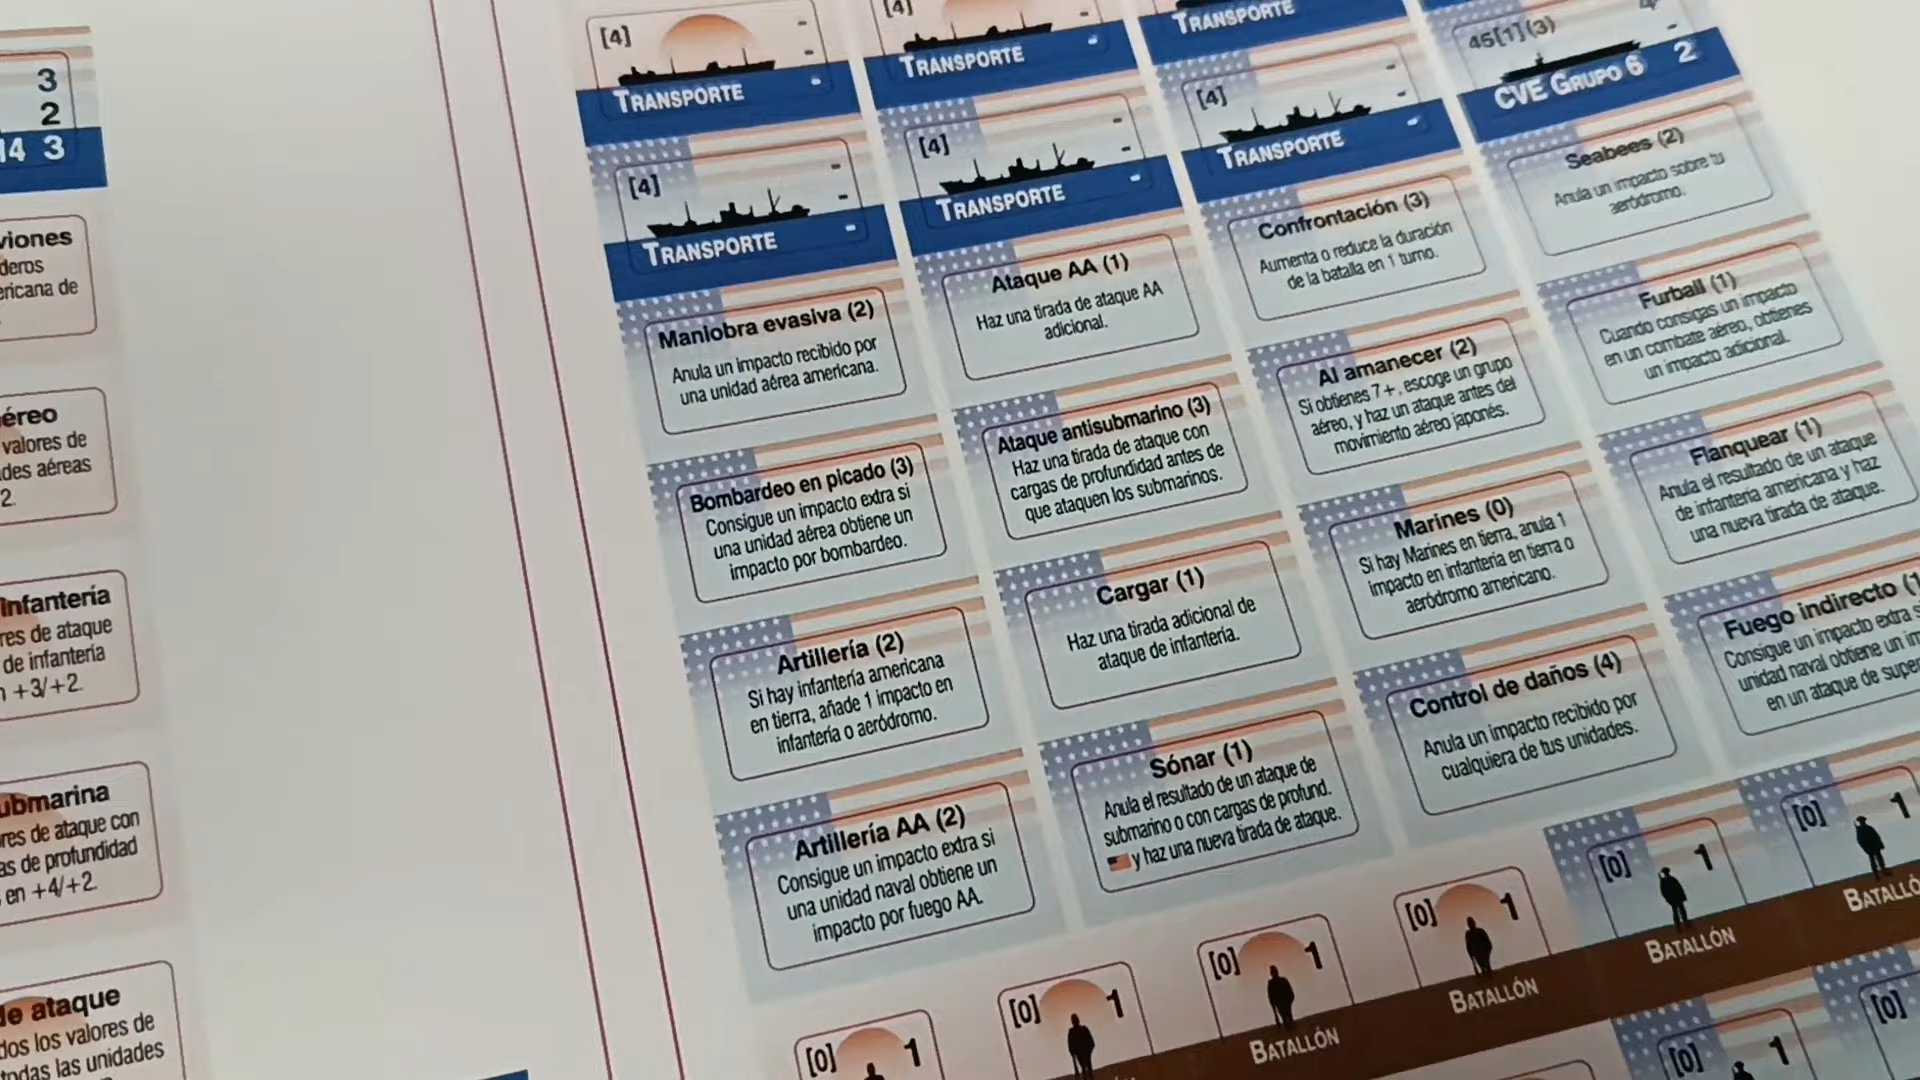 3
2
14 3
viones
deros
ericana de
éreo
valores de
des aéreas
2.
Infantería
res de ataque
de infantería
+3/+2.
ubmarina
res de ataque con
as de profundidad
en +4/+2.
de ataque
dos los valores de
todas las unidades
[4] -
-
TRANSPORTE -
[4]
-
TRANSPORTE -
TRANSPORTE
45[1](3) 4
-
CVE GRUPO 6 2
[4] -
-
TRANSPORTE -
[4] -
-
TRANSPORTE -
[4] -
-
TRANSPORTE -
Seabees (2)
Anula un impacto sobre tu
aeródromo.
Maniobra evasiva (2)
Anula un impacto recibido por
una unidad aérea americana.
Ataque AA (1)
Haz una tirada de ataque AA
adicional.
Confrontación (3)
Aumenta o reduce la duración
de la batalla en 1 turno.
Furball (1)
Cuando consigas un impacto
en un combate aéreo, obtienes
un impacto adicional.
Bombardeo en picado (3)
Consigue un impacto extra si
una unidad aérea obtiene un
impacto por bombardeo.
Ataque antisubmarino (3)
Haz una tirada de ataque con
cargas de profundidad antes de
que ataquen los submarinos.
Al amanecer (2)
Si obtienes 7+, escoge un grupo
aéreo, y haz un ataque antes del
movimiento aéreo japonés.
Flanquear (1)
Anula el resultado de un ataque
de infantería americana y haz
una nueva tirada de ataque.
Artillería (2)
Si hay infantería americana
en tierra, añade 1 impacto en
infantería o aeródromo.
Cargar (1)
Haz una tirada adicional de
ataque de infantería.
Marines (0)
Si hay Marines en tierra, anula 1
impacto en infantería en tierra o
aeródromo americano.
Fuego indirecto (1
Consigue un impacto extra s
unidad naval obtiene un im
en un ataque de super
Artillería AA (2)
Consigue un impacto extra si
una unidad naval obtiene un
impacto por fuego AA.
Sónar (1)
Anula el resultado de un ataque de
submarino o con cargas de profund.
y haz una nueva tirada de ataque.
Control de daños (4)
Anula un impacto recibido por
cualquiera de tus unidades.
[0] 1
[0] 1
[0] 1
BATALLÓN
[0] 1
BATALLÓN
[0] 1
BATALLÓN
[0] 1
BATALLÓ
[0] 1
[0]